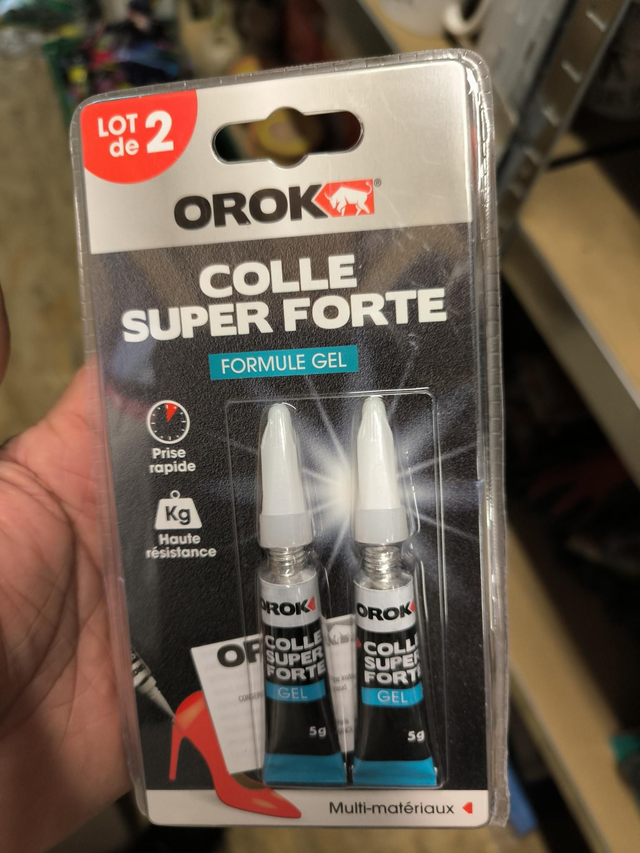 LOT
de 2
OROK®
COLLE
SUPER FORTE
FORMULE GEL
Prise
rapide
Kg
Haute
résistance
OROK
COLLE
SUPER
FORTE
GEL
5g
OROK
COLLE
SUPER
FORTE
GEL
5g
OR
Multi-matériaux